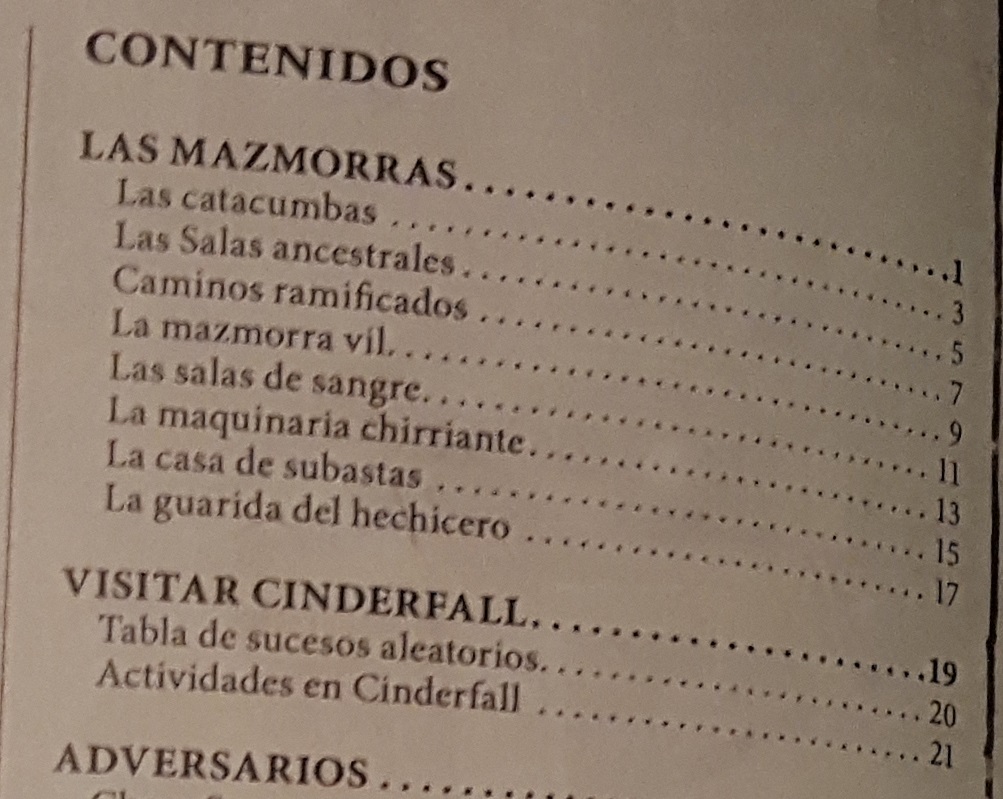 CONTENIDOS
LAS MAZMORRAS....................................1
Las catacumbas....................................3
Las Salas ancestrales....................................5
Caminos ramificados....................................7
La mazmorra vil....................................9
Las salas de sangre....................................11
La maquinaria chirriante....................................13
La casa de subastas....................................15
La guarida del hechicero....................................17
VISITAR CINDERFALL....................................19
Tabla de sucesos aleatorios....................................20
Actividades en Cinderfall....................................21
ADVERSARIOS....................